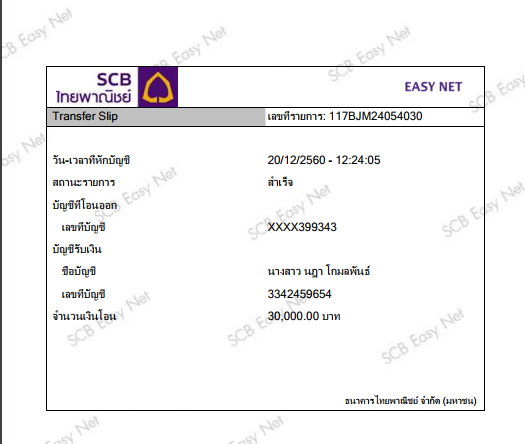 SCB
ไทยพาณิชย์
EASY NET
Transfer Slip เลขที่รายการ: 117BJM24054030
วัน-เวลาที่หักบัญชี 20/12/2560 - 12:24:05
สถานะรายการ สำเร็จ
บัญชีที่โอนออก
เลขที่บัญชี XXXX399343
บัญชีรับเงิน
ชื่อบัญชี นางสาว นฎา โกมลพันธ์
เลขที่บัญชี 3342459654
จำนวนเงินโอน 30,000.00 บาท
ธนาคารไทยพาณิชย์ จำกัด (มหาชน)
SCB Easy Net
SCB Easy Net
SCB Easy Net
SCB Easy Net
SCB Easy Net
SCB Easy Net
SCB Easy Net
SCB Easy Net
SCB Easy Net
SCB Easy Net